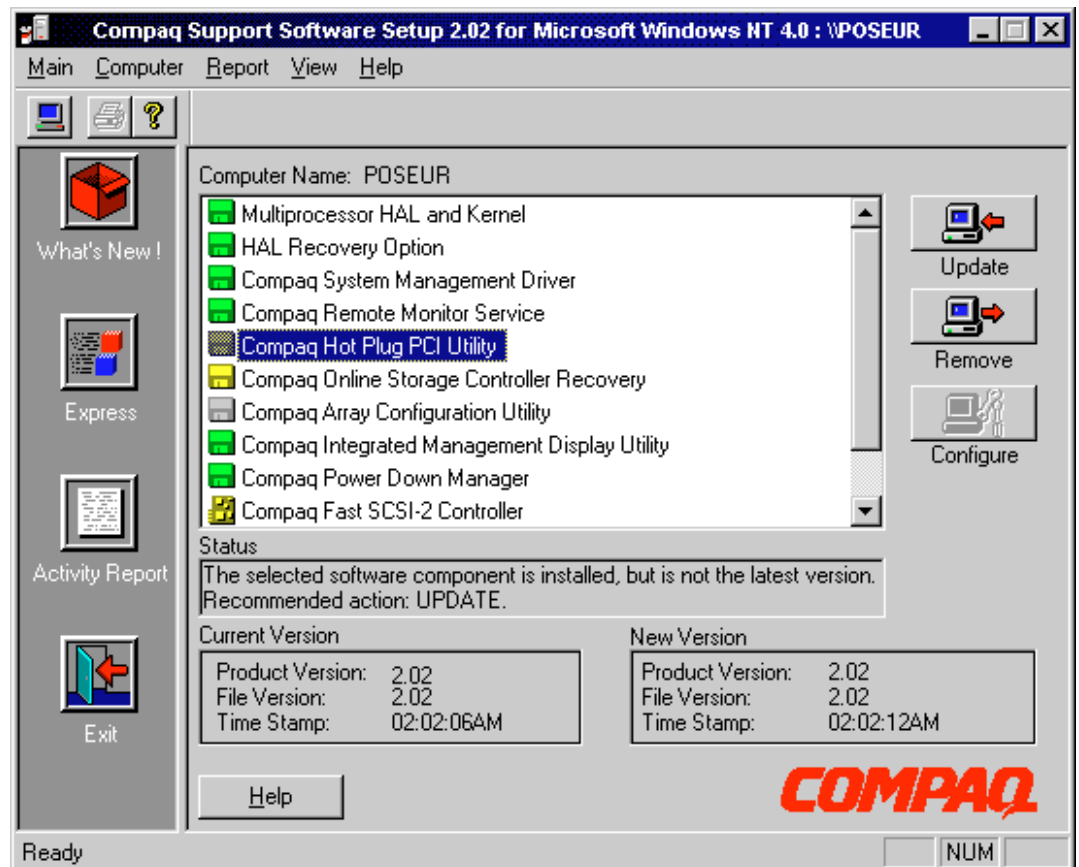 Compaq Support Software Setup 2.02 for Microsoft Windows NT 4.0 : \\POSEUR
Main Computer Report View Help
What's New !
Express
Activity Report
Exit
Computer Name: POSEUR
Multiprocessor HAL and Kernel
HAL Recovery Option
Compaq System Management Driver
Compaq Remote Monitor Service
Compaq Hot Plug PCI Utility
Compaq Online Storage Controller Recovery
Compaq Array Configuration Utility
Compaq Integrated Management Display Utility
Compaq Power Down Manager
Compaq Fast SCSI-2 Controller
Update
Remove
Configure
Status
The selected software component is installed, but is not the latest version.
Recommended action: UPDATE.
Current Version
Product Version: 2.02
File Version: 2.02
Time Stamp: 02:02:06AM
New Version
Product Version: 2.02
File Version: 2.02
Time Stamp: 02:02:12AM
Help
COMPAQ
Ready
NUM